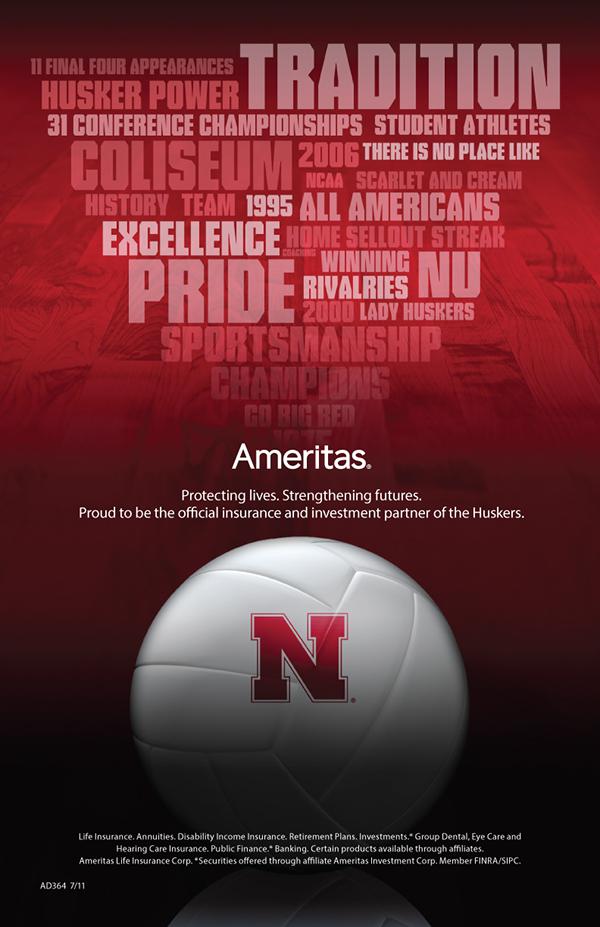 11 FINAL FOUR APPEARANCES TRADITION
HUSKER POWER
31 CONFERENCE CHAMPIONSHIPS STUDENT ATHLETES
COLISEUM 2006 THERE IS NO PLACE LIKE
NCAA SCARLET AND CREAM
HISTORY TEAM 1995 ALL AMERICANS
EXCELLENCE COACHING HOME SELLOUT STREAK
PRIDE WINNING NU
RIVALRIES
2000 LADY HUSKERS
SPORTSMANSHIP
CHAMPIONS
GO BIG RED
Ameritas®
Protecting lives. Strengthening futures.
Proud to be the official insurance and investment partner of the Huskers.
N®
Life Insurance. Annuities. Disability Income Insurance. Retirement Plans. Investments.* Group Dental, Eye Care and
Hearing Care Insurance. Public Finance.* Banking. Certain products available through affiliates.
Ameritas Life Insurance Corp. *Securities offered through affiliate Ameritas Investment Corp. Member FINRA/SIPC.
AD364 7/11